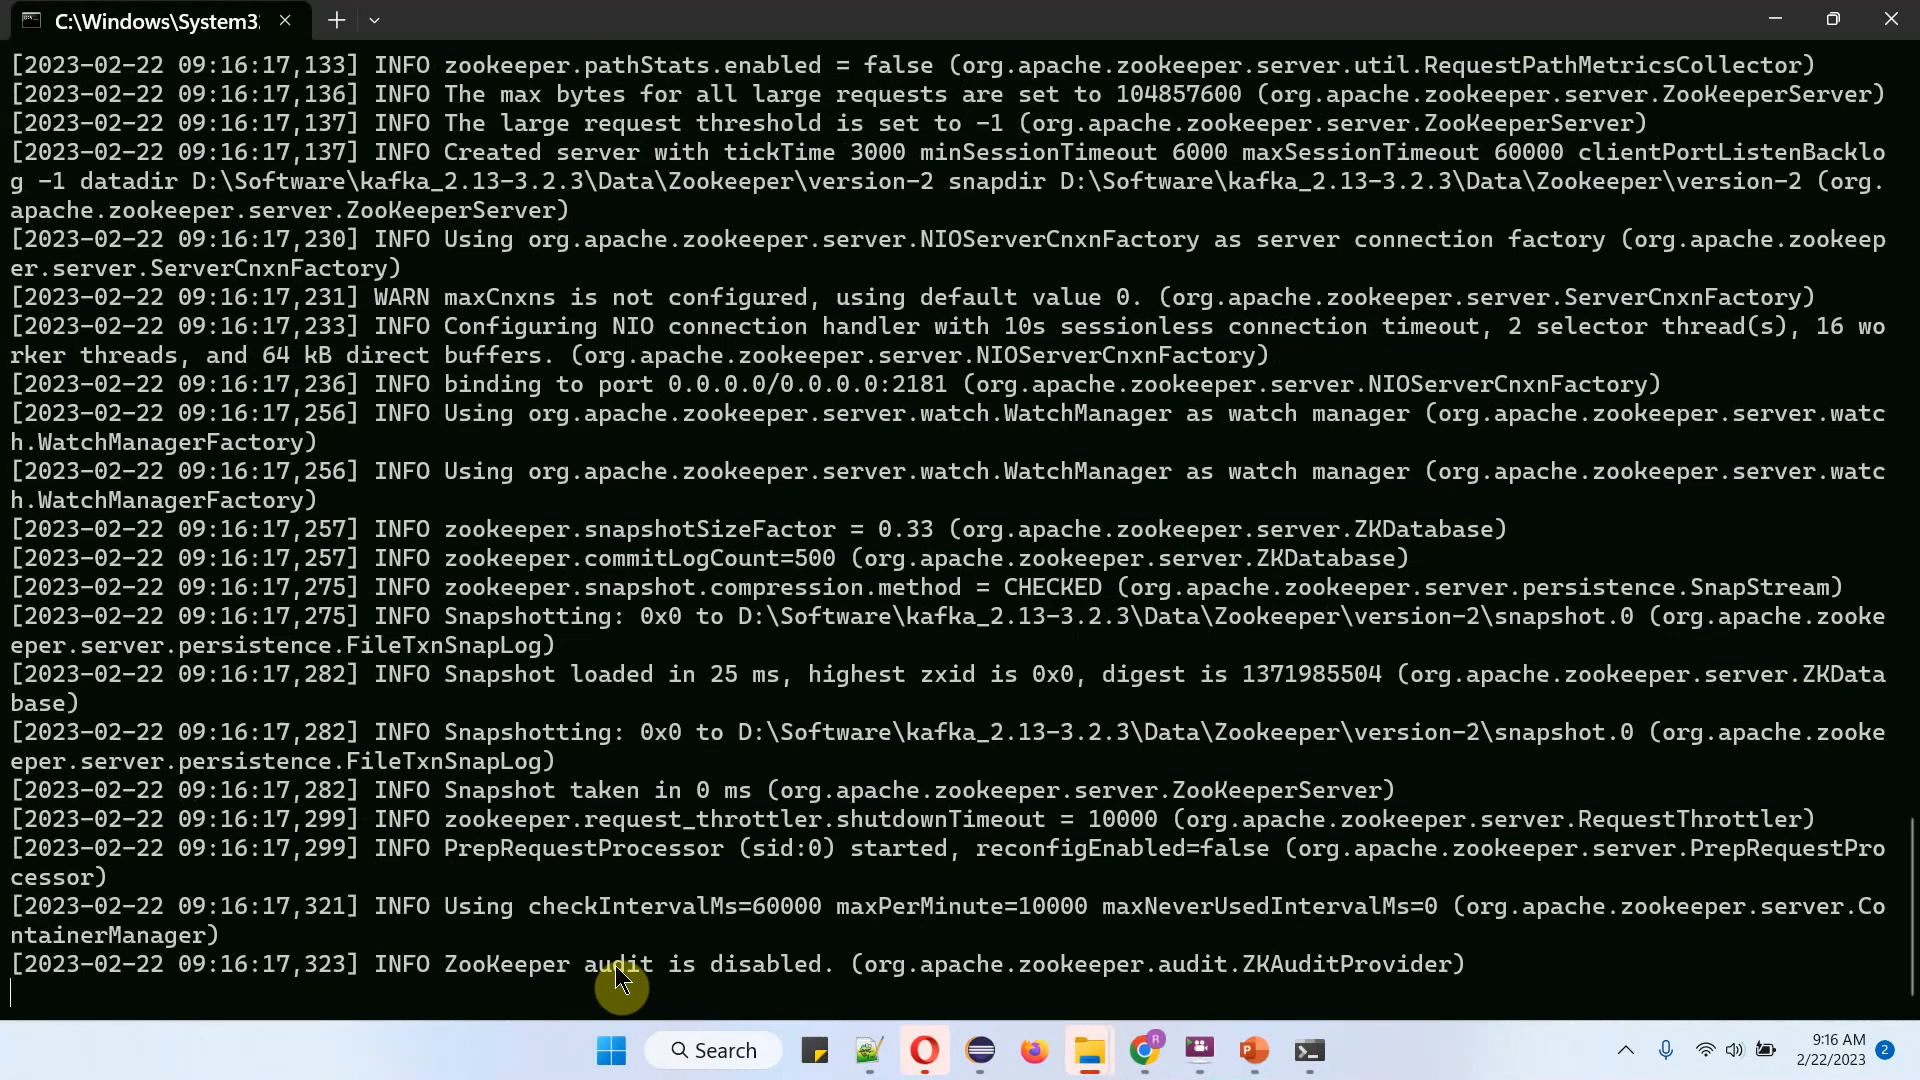 C:\Windows\System3
[2023-02-22 09:16:17,133] INFO zookeeper.pathStats.enabled = false (org.apache.zookeeper.server.util.RequestPathMetricsCollector)
[2023-02-22 09:16:17,136] INFO The max bytes for all large requests are set to 104857600 (org.apache.zookeeper.server.ZooKeeperServer)
[2023-02-22 09:16:17,137] INFO The large request threshold is set to -1 (org.apache.zookeeper.server.ZooKeeperServer)
[2023-02-22 09:16:17,137] INFO Created server with tickTime 3000 minSessionTimeout 6000 maxSessionTimeout 60000 clientPortListenBacklo
g -1 datadir D:\Software\kafka_2.13-3.2.3\Data\Zookeeper\version-2 snapdir D:\Software\kafka_2.13-3.2.3\Data\Zookeeper\version-2 (org.
apache.zookeeper.server.ZooKeeperServer)
[2023-02-22 09:16:17,230] INFO Using org.apache.zookeeper.server.NIOServerCnxnFactory as server connection factory (org.apache.zookeep
er.server.ServerCnxnFactory)
[2023-02-22 09:16:17,231] WARN maxCnxns is not configured, using default value 0. (org.apache.zookeeper.server.ServerCnxnFactory)
[2023-02-22 09:16:17,233] INFO Configuring NIO connection handler with 10s sessionless connection timeout, 2 selector thread(s), 16 wo
rker threads, and 64 kB direct buffers. (org.apache.zookeeper.server.NIOServerCnxnFactory)
[2023-02-22 09:16:17,236] INFO binding to port 0.0.0.0/0.0.0.0:2181 (org.apache.zookeeper.server.NIOServerCnxnFactory)
[2023-02-22 09:16:17,256] INFO Using org.apache.zookeeper.server.watch.WatchManager as watch manager (org.apache.zookeeper.server.watc
h.WatchManagerFactory)
[2023-02-22 09:16:17,256] INFO Using org.apache.zookeeper.server.watch.WatchManager as watch manager (org.apache.zookeeper.server.watc
h.WatchManagerFactory)
[2023-02-22 09:16:17,257] INFO zookeeper.snapshotSizeFactor = 0.33 (org.apache.zookeeper.server.ZKDatabase)
[2023-02-22 09:16:17,257] INFO zookeeper.commitLogCount=500 (org.apache.zookeeper.server.ZKDatabase)
[2023-02-22 09:16:17,275] INFO zookeeper.snapshot.compression.method = CHECKED (org.apache.zookeeper.server.persistence.SnapStream)
[2023-02-22 09:16:17,275] INFO Snapshotting: 0x0 to D:\Software\kafka_2.13-3.2.3\Data\Zookeeper\version-2\snapshot.0 (org.apache.zooke
eper.server.persistence.FileTxnSnapLog)
[2023-02-22 09:16:17,282] INFO Snapshot loaded in 25 ms, highest zxid is 0x0, digest is 1371985504 (org.apache.zookeeper.server.ZKData
base)
[2023-02-22 09:16:17,282] INFO Snapshotting: 0x0 to D:\Software\kafka_2.13-3.2.3\Data\Zookeeper\version-2\snapshot.0 (org.apache.zooke
eper.server.persistence.FileTxnSnapLog)
[2023-02-22 09:16:17,282] INFO Snapshot taken in 0 ms (org.apache.zookeeper.server.ZooKeeperServer)
[2023-02-22 09:16:17,299] INFO zookeeper.request_throttler.shutdownTimeout = 10000 (org.apache.zookeeper.server.RequestThrottler)
[2023-02-22 09:16:17,299] INFO PrepRequestProcessor (sid:0) started, reconfigEnabled=false (org.apache.zookeeper.server.PrepRequestPro
cessor)
[2023-02-22 09:16:17,321] INFO Using checkIntervalMs=60000 maxPerMinute=10000 maxNeverUsedIntervalMs=0 (org.apache.zookeeper.server.Co
ntainerManager)
[2023-02-22 09:16:17,323] INFO ZooKeeper audit is disabled. (org.apache.zookeeper.audit.ZKAuditProvider)
Search
R
9:16 AM
2/22/2023
2